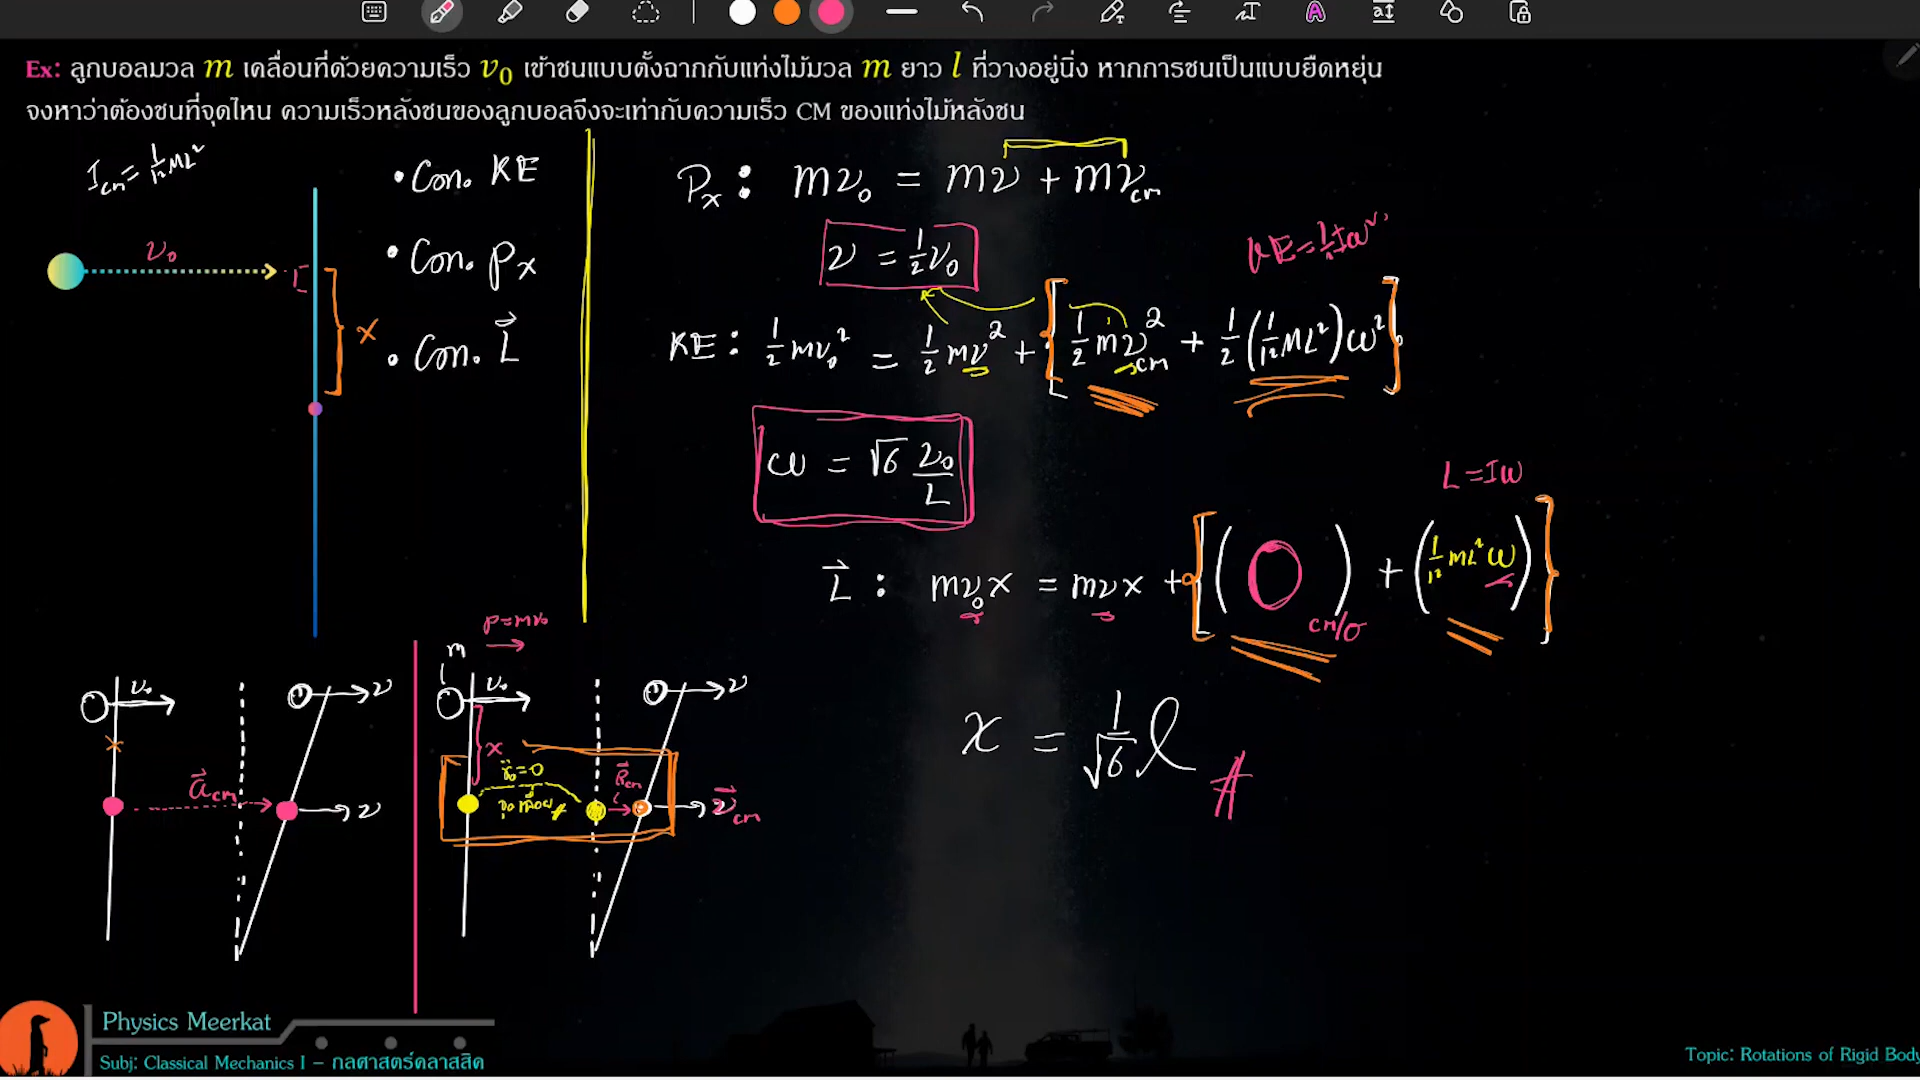 Ex: ลูกบอลมวล m เคลื่อนที่ด้วยความเร็ว v₀ เข้าชนแบบตั้งฉากกับแท่งไม้มวล m ยาว l ที่วางอยู่นิ่ง หากการชนเป็นแบบยืดหยุ่น
จงหาว่าต้องชนที่จุดไหน ความเร็วหลังชนของลูกบอลจึงจะเท่ากับความเร็ว CM ของแท่งไม้หลังชน
I_cm = 1/12 ML²
v₀
x
• Con. KE
• Con. p_x
• Con. L⃗
P_x : mv₀ = mv + mv_cm
v = 1/2 v₀
KE = 1/2 Iω²
KE : 1/2 mv₀² = 1/2 mv² + [1/2 mv_cm² + 1/2 (1/12 ML²) ω²]
ω = √6 v₀/L
L = Iω
L⃗ : mv₀x = mvx + [(0)_cm/o + (1/12 ML² ω)]
x = 1/√6 l
v₀
v
a⃗_cm
v
p = mv₀
m
v₀
v
x
=0
R⃗_cm
v⃗_cm
Physics Meerkat
Subj: Classical Mechanics I – กลศาสตร์คลาสสิค
Topic: Rotations of Rigid Body